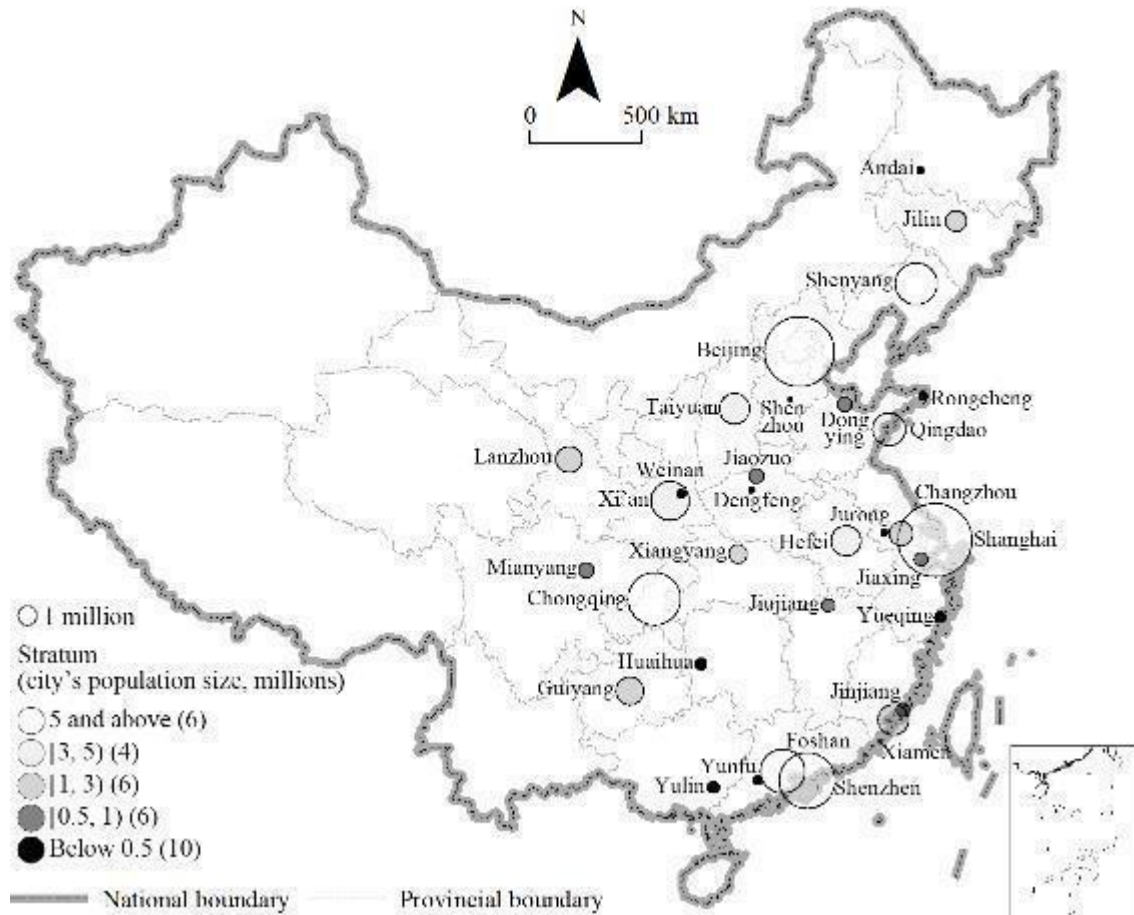 N
0 500 km
Andai
Jilin
Shenyang
Beijing
Taiyuan
Shen
zhou
Dong
ying
Rongcheng
Qingdao
Lanzhou
Weinan
Jiaozuo
Xi'an
Dengfeng
Changzhou
Jurong
Hefei
Shanghai
Xiangyang
Jiaxing
Mianyang
Chongqing
Jiujiang
Yueqing
Huaihua
Guiyang
Jinjiang
Xiamen
Foshan
Yunfu
Yulin
Shenzhen
1 million
Stratum
(city's population size, millions)
5 and above (6)
[3, 5) (4)
[1, 3) (6)
[0.5, 1) (6)
Below 0.5 (10)
National boundary
Provincial boundary